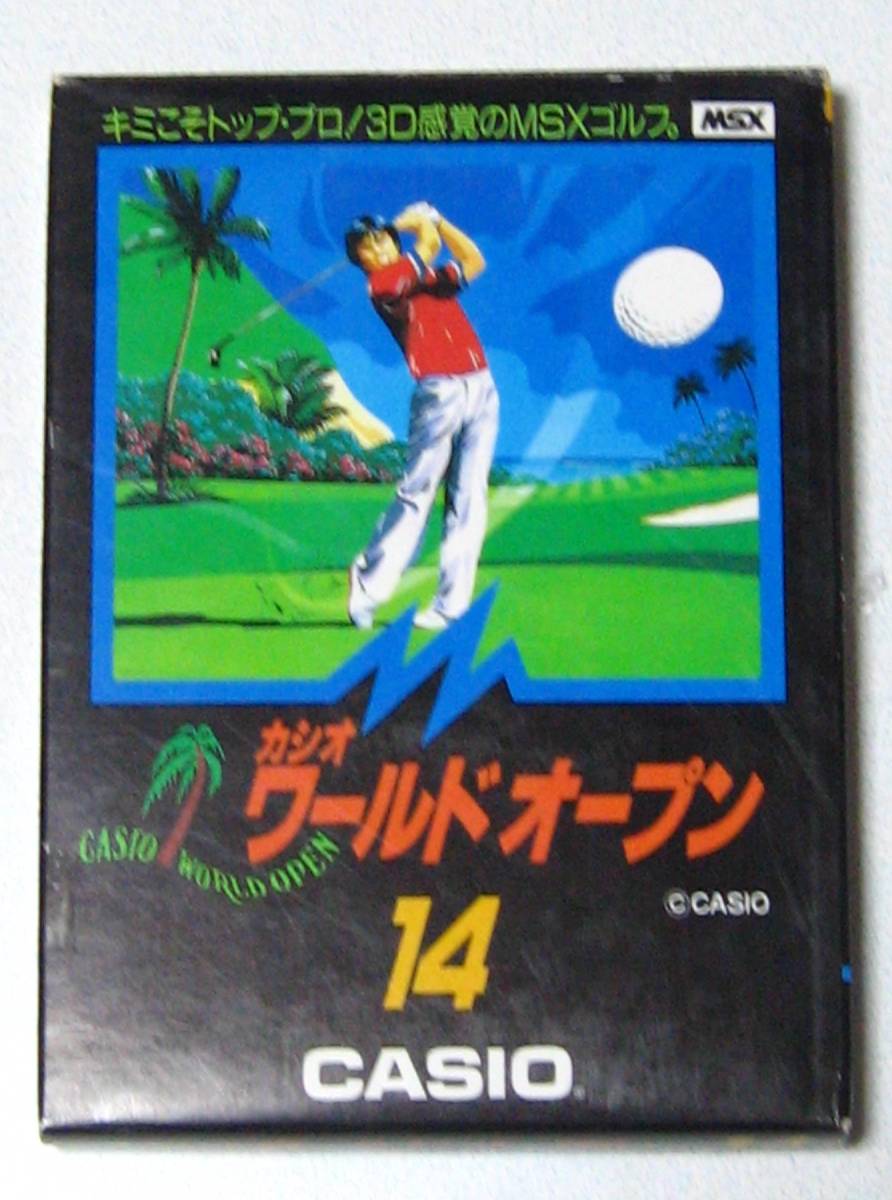 キミこそトップ・プロ!3D感覚のMSXゴルフ。 MSX
カシオ
ワールドオープン
CASIO WORLD OPEN
14
©CASIO
CASIO